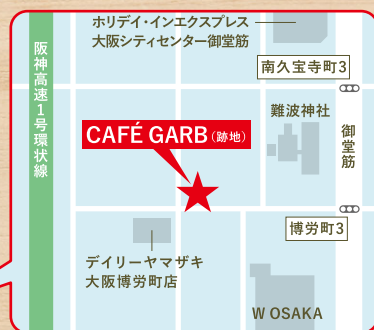 ホリデイ・インエクスプレス
大阪シティセンター御堂筋
南久宝寺町3
阪神高速1号環状線
難波神社
CAFÉ GARB（跡地）
御堂筋
博労町3
デイリーヤマザキ
大阪博労町店
W OSAKA